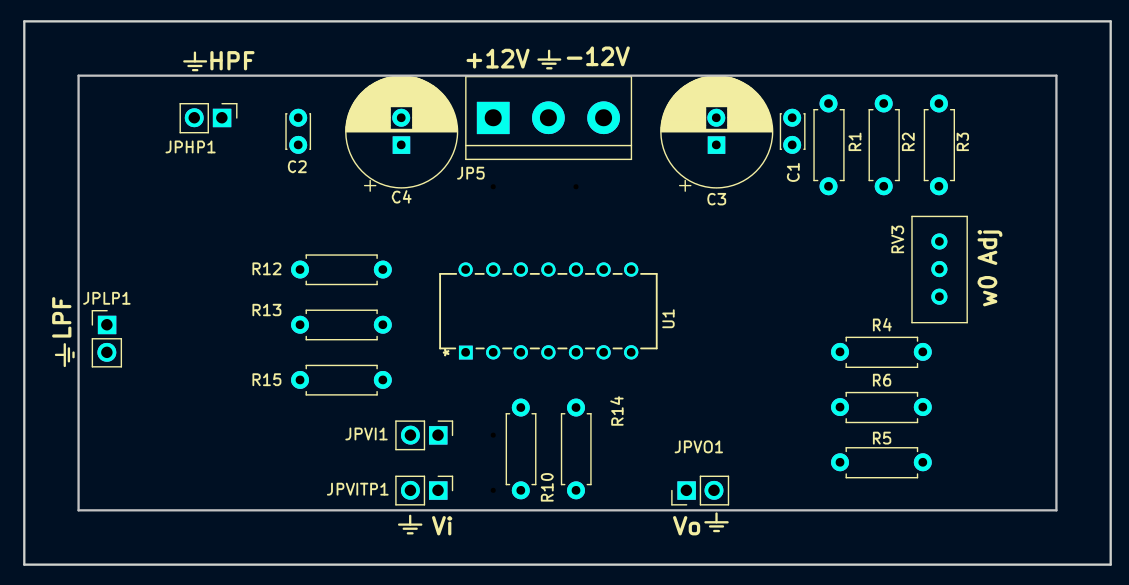 HPF
+12V
-12V
JPHP1
C2
C4
JP5
C3
C1
R1
R2
R3
RV3
w0 Adj
R12
R13
R15
LPF
JPLP1
U1
*
R4
R6
R5
JPVI1
R14
JPVITP1
R10
JPVO1
Vi
Vo